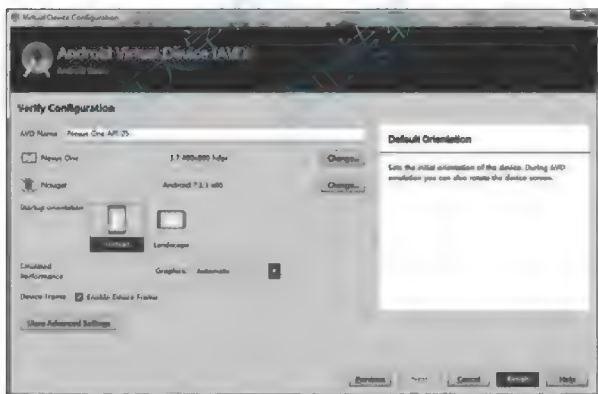 Virtual Device Configuration
Android Virtual Device (AVD)
Android Studio
Verify Configuration
AVD Name Nexus One API 25
Nexus One 3.7 480x800 hdpi Change...
Nougat Android 7.1.1 x86 Change...
Startup orientation
Portrait Landscape
Emulated
Performance Graphics: Automatic
Device Frame Enable Device Frame
Show Advanced Settings
Default Orientation
Sets the initial orientation of the device. During AVD
emulation you can also rotate the device screen.
Previous Next Cancel Finish Help